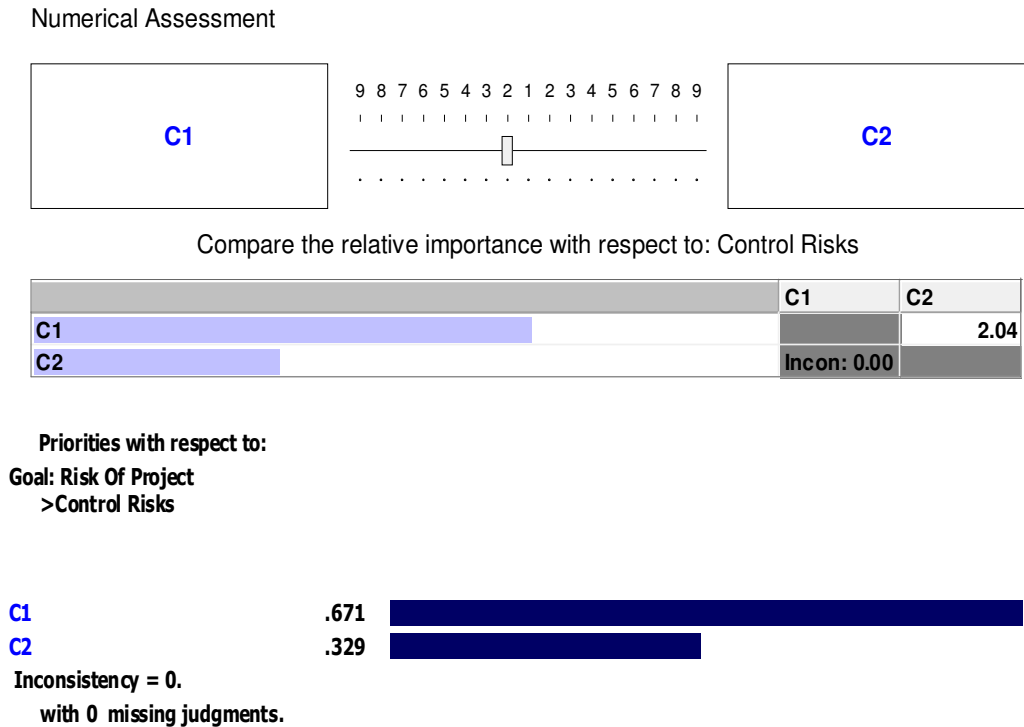 Numerical Assessment
9 8 7 6 5 4 3 2 1 2 3 4 5 6 7 8 9
C1
C2
Compare the relative importance with respect to: Control Risks
C1 C2
C1 2.04
C2 Incon: 0.00
Priorities with respect to:
Goal: Risk Of Project
>Control Risks
C1 .671
C2 .329
Inconsistency = 0.
with 0 missing judgments.